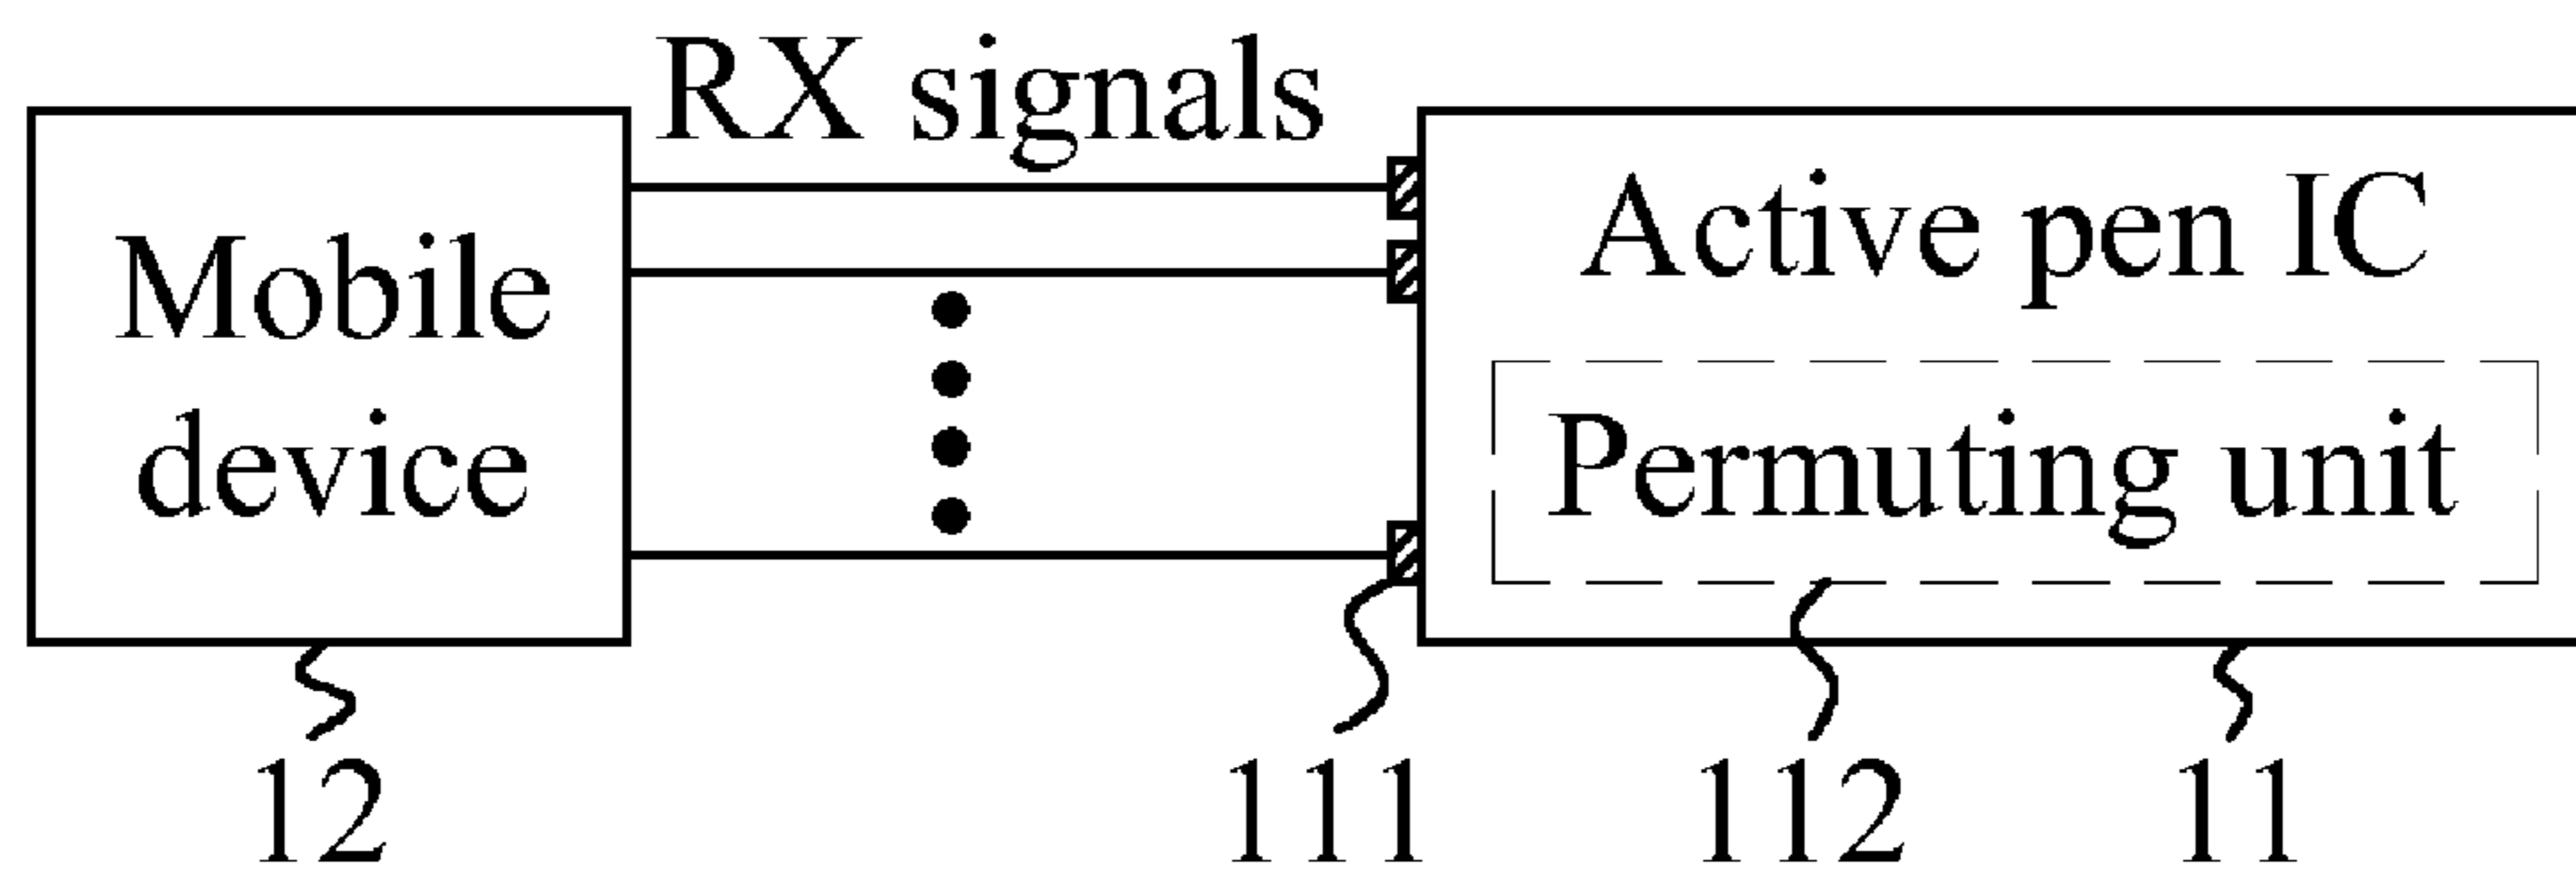 RX signals
Mobile
device
Active pen IC
Permuting unit
12
111
112
11